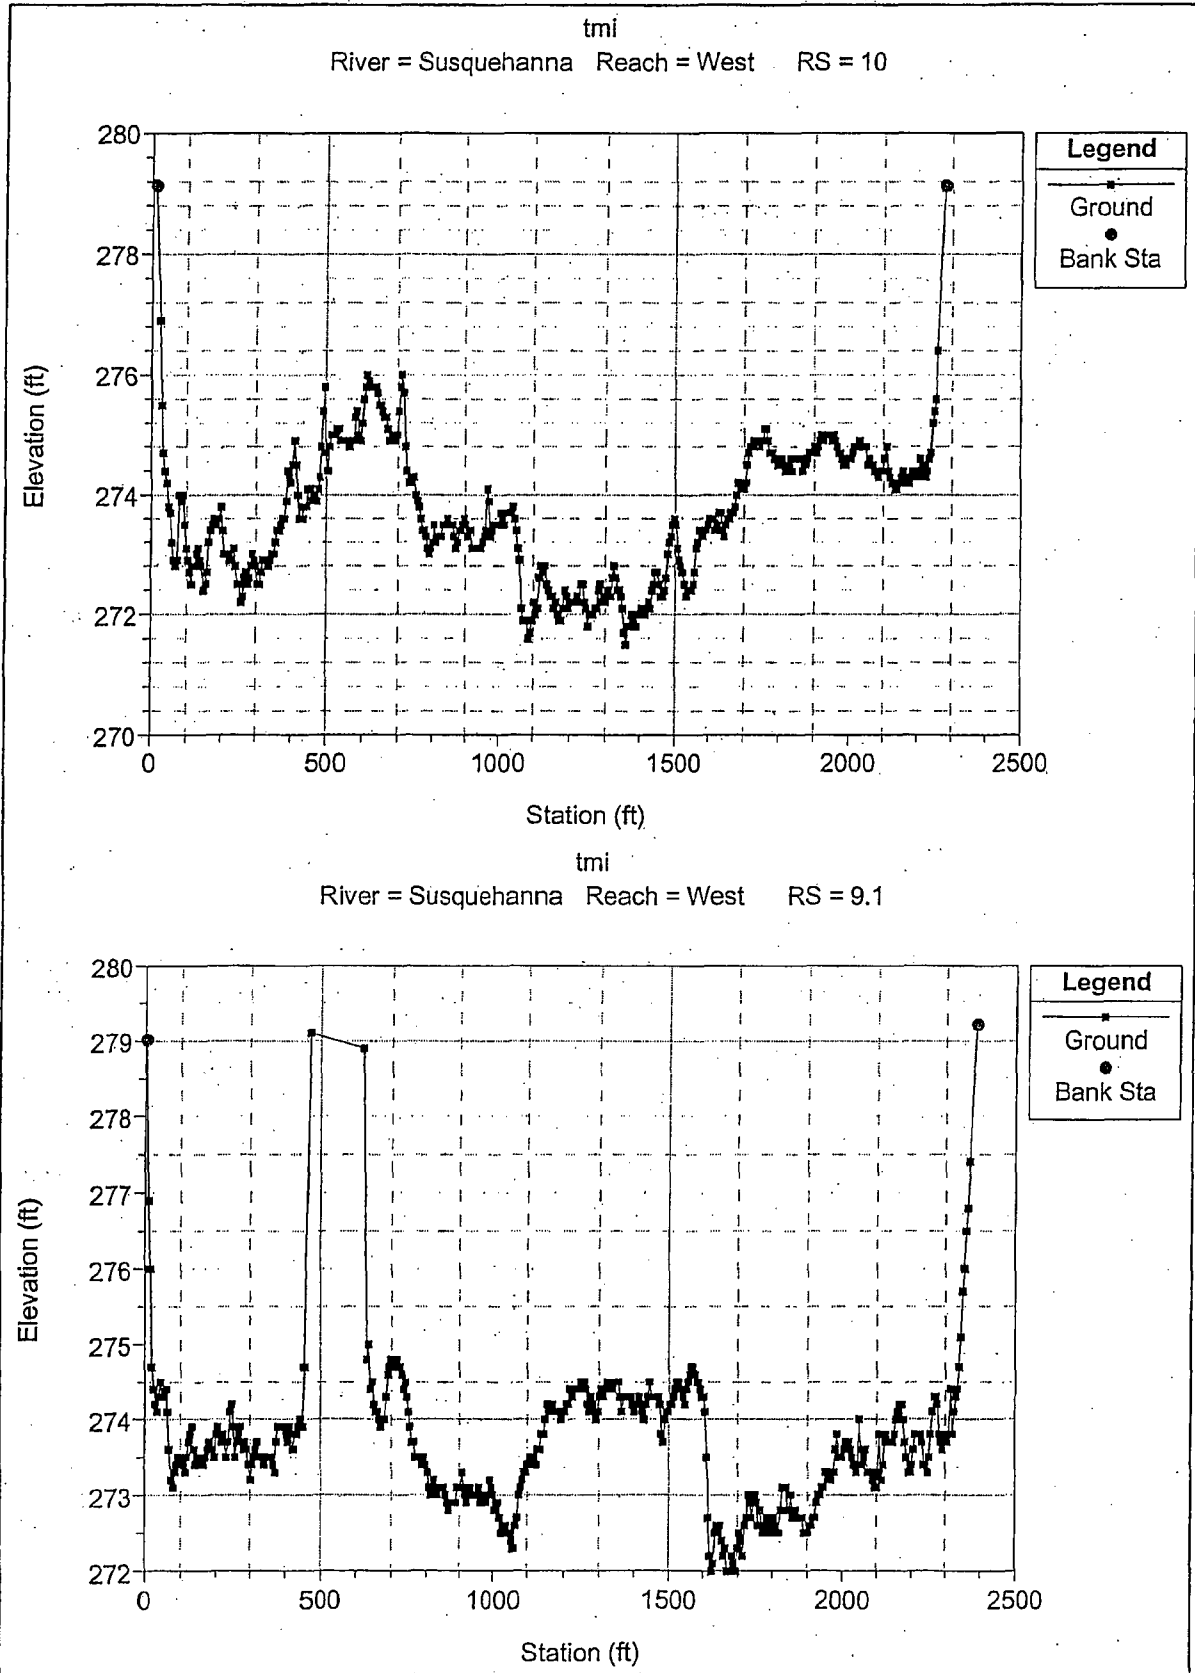 tmi
River = Susquehanna Reach = West RS = 10
280
278
276
274
272
270
Elevation (ft)
0 500 1000 1500 2000 2500
Station (ft)
Legend
Ground
Bank Sta
tmi
River = Susquehanna Reach = West RS = 9.1
280
279
278
277
276
275
274
273
272
Elevation (ft)
0 500 1000 1500 2000 2500
Station (ft)
Legend
Ground
Bank Sta